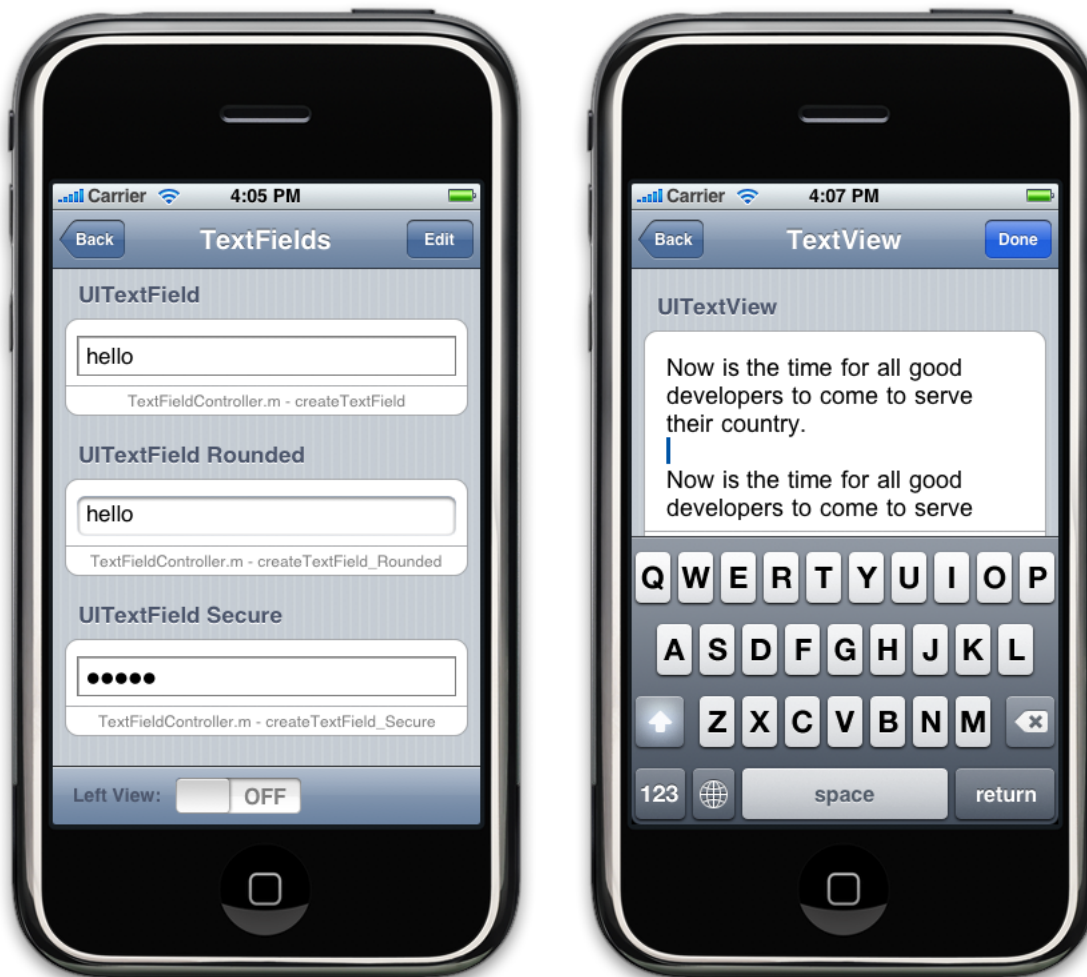 Carrier 4:05 PM
Back TextFields Edit
UITextField
hello
TextFieldController.m - createTextField
UITextField Rounded
hello
TextFieldController.m - createTextField_Rounded
UITextField Secure
●●●●●
TextFieldController.m - createTextField_Secure
Left View: OFF
Carrier 4:07 PM
Back TextView Done
UITextView
Now is the time for all good
developers to come to serve
their country.
Now is the time for all good
developers to come to serve
Q W E R T Y U I O P
A S D F G H J K L
Z X C V B N M
123 space return